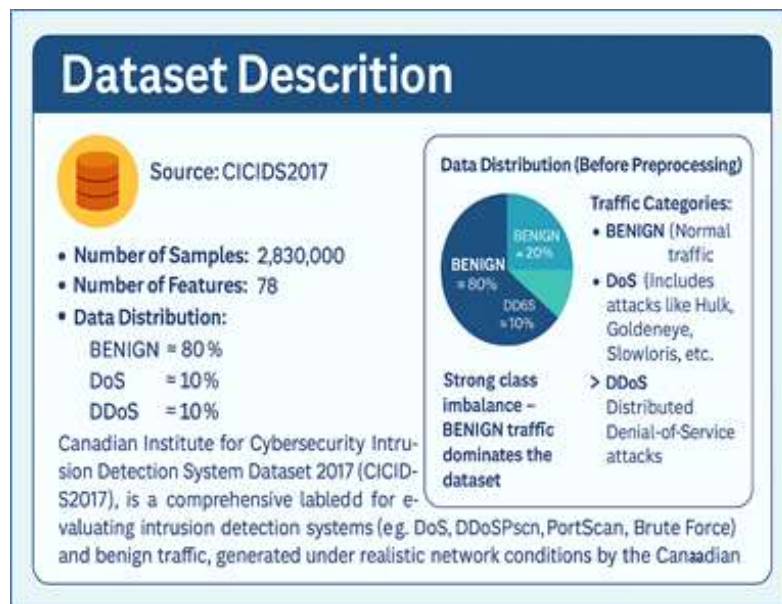 Dataset Descrition
Source: CICIDS2017
• Number of Samples: 2,830,000
• Number of Features: 78
• Data Distribution:
BENIGN ≈ 80 %
DoS ≈ 10 %
DDoS ≈ 10 %
Canadian Institute for Cybersecurity Intru-
sion Detection System Dataset 2017 (CICID-
S2017), is a comprehensive labledd for e-
valuating intrusion detection systems (eg. DoS, DDoSPscn, PortScan, Brute Force)
and benign traffic, generated under realistic network conditions by the Canadian
Data Distribution (Before Preprocessing)
BENIGN
≈ 20%
BENIGN
≈ 80%
DD6S
≈ 10%
Strong class
imbalance –
BENIGN traffic
dominates the
dataset
Traffic Categories:
• BENIGN (Normal
traffic
• DoS (Includes
attacks like Hulk,
Goldeneye,
Slowloris, etc.
> DDoS
Distributed
Denial-of-Service
attacks